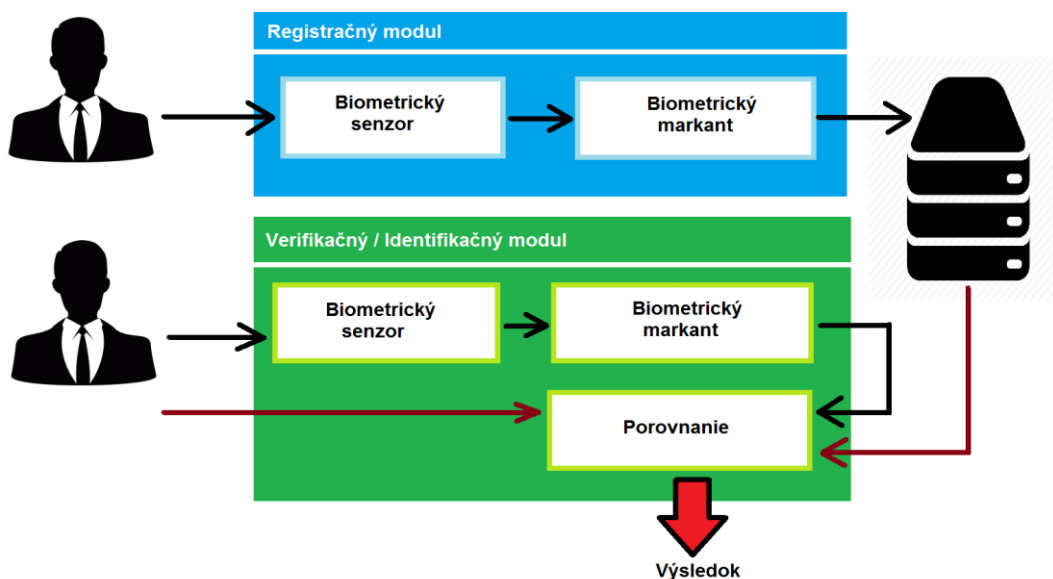 Registračný modul
Biometrický
senzor
Biometrický
markant
Verifikačný / Identifikačný modul
Biometrický
senzor
Biometrický
markant
Porovnanie
Výsledok